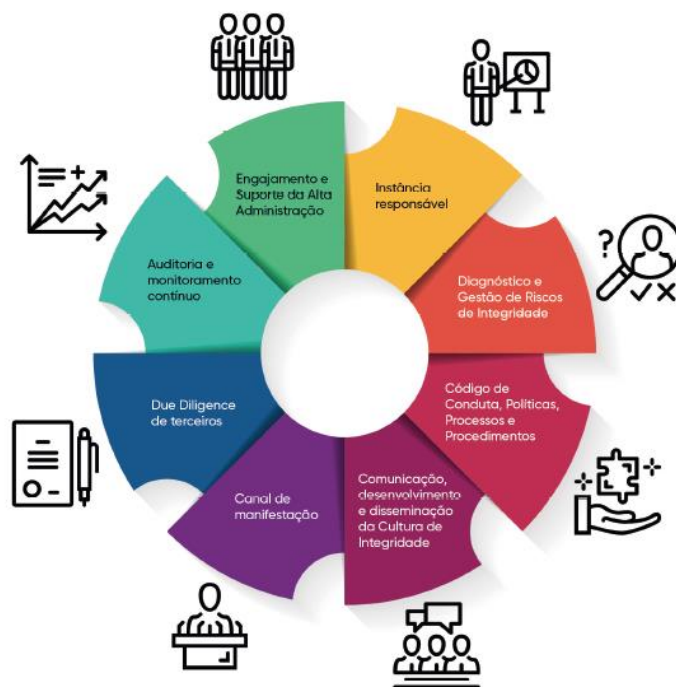 Engajamento e
Suporte da Alta
Administração
Instância
responsável
Diagnóstico e
Gestão de Riscos
de Integridade
Código de
Conduta, Políticas,
Processos e
Procedimentos
Comunicação,
desenvolvimento
e disseminação
da Cultura de
Integridade
Canal de
manifestação
Due Diligence
de terceiros
Auditoria e
monitoramento
contínuo